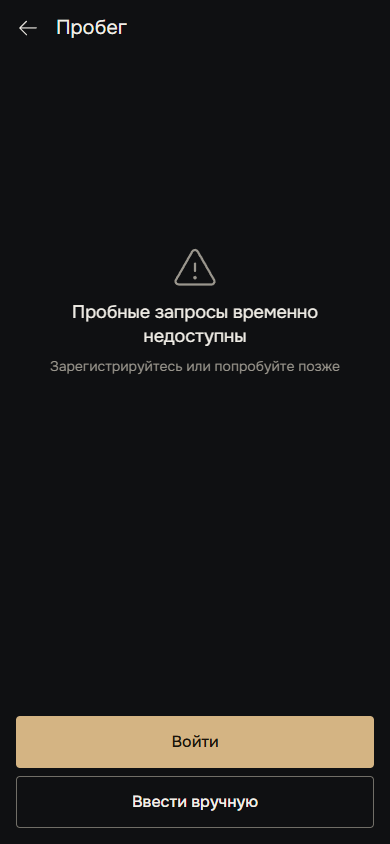 Пробег
Пробные запросы временно
недоступны
Зарегистрируйтесь или попробуйте позже
Войти
Ввести вручную